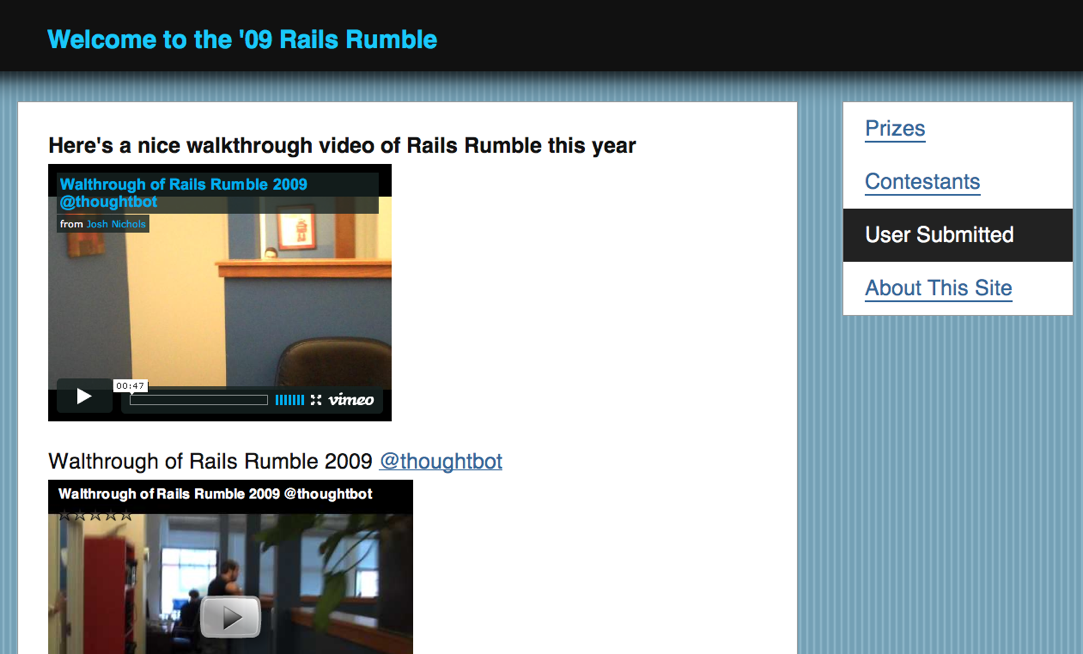 Welcome to the '09 Rails Rumble
Here's a nice walkthrough video of Rails Rumble this year
Walthrough of Rails Rumble 2009
@thoughtbot
from Josh Nichols
00:47
vimeo
Walthrough of Rails Rumble 2009 @thoughtbot
Walthrough of Rails Rumble 2009 @thoughtbot
Prizes
Contestants
User Submitted
About This Site